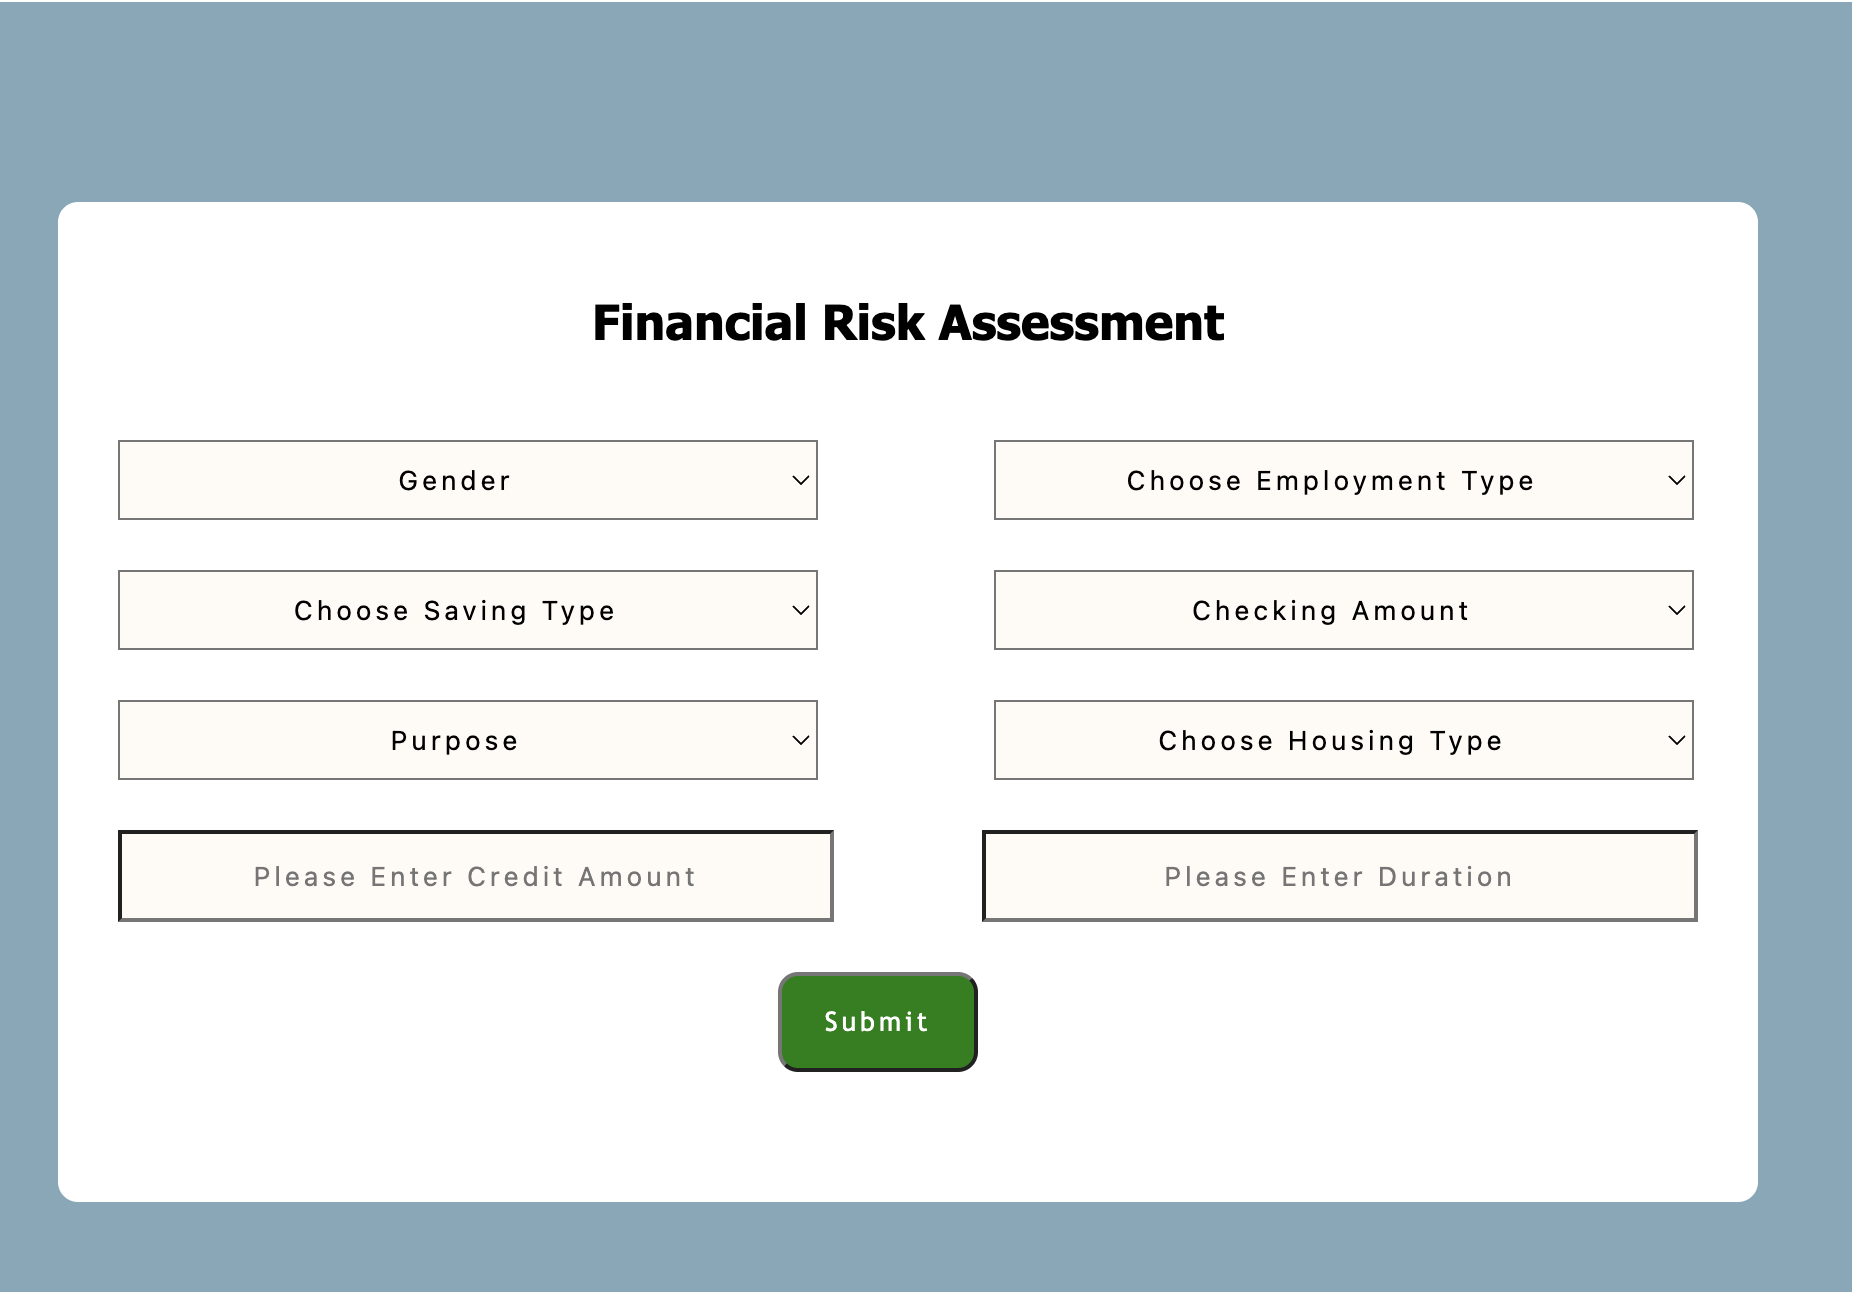 Financial Risk Assessment
Gender
Choose Employment Type
Choose Saving Type
Checking Amount
Purpose
Choose Housing Type
Please Enter Credit Amount
Please Enter Duration
Submit